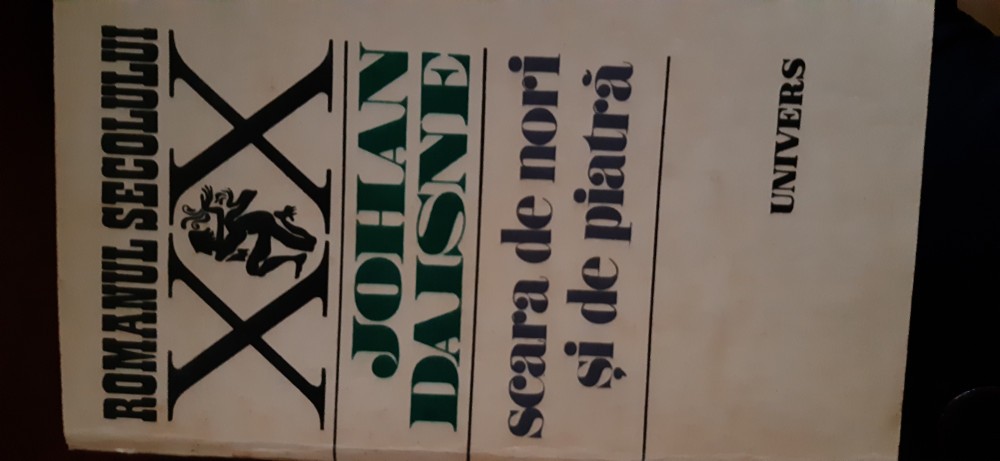 ROMANUL SECOLULUI
XX
JOHAN
DAISNE
scara de nori
și de piatră
UNIVERS